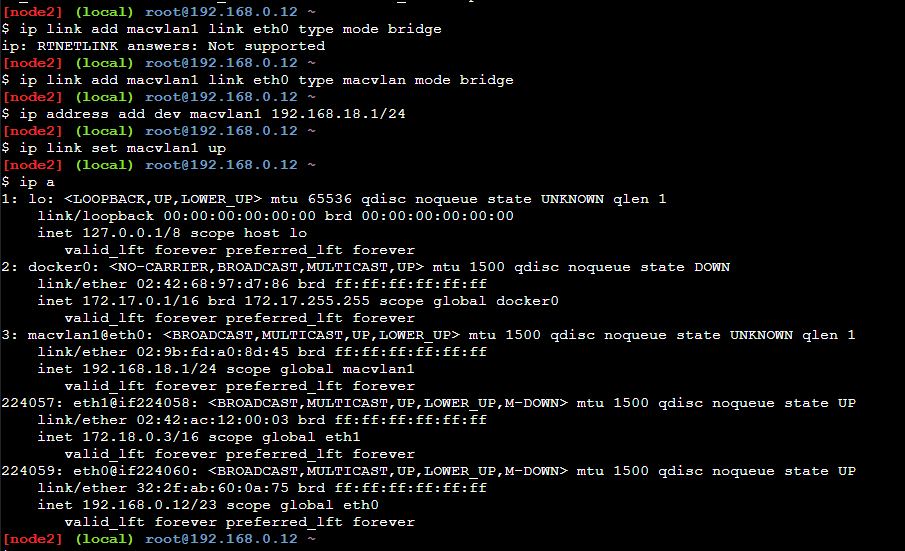 [node2] (local) root@192.168.0.12 ~
$ ip link add macvlan1 link eth0 type mode bridge
ip: RTNETLINK answers: Not supported
[node2] (local) root@192.168.0.12 ~
$ ip link add macvlan1 link eth0 type macvlan mode bridge
[node2] (local) root@192.168.0.12 ~
$ ip address add dev macvlan1 192.168.18.1/24
[node2] (local) root@192.168.0.12 ~
$ ip link set macvlan1 up
[node2] (local) root@192.168.0.12 ~
$ ip a
1: lo: <LOOPBACK,UP,LOWER_UP> mtu 65536 qdisc noqueue state UNKNOWN qlen 1
    link/loopback 00:00:00:00:00:00 brd 00:00:00:00:00:00
    inet 127.0.0.1/8 scope host lo
       valid_lft forever preferred_lft forever
2: docker0: <NO-CARRIER,BROADCAST,MULTICAST,UP> mtu 1500 qdisc noqueue state DOWN
    link/ether 02:42:68:97:d7:86 brd ff:ff:ff:ff:ff:ff
    inet 172.17.0.1/16 brd 172.17.255.255 scope global docker0
       valid_lft forever preferred_lft forever
3: macvlan1@eth0: <BROADCAST,MULTICAST,UP,LOWER_UP> mtu 1500 qdisc noqueue state UNKNOWN qlen 1
    link/ether 02:9b:fd:a0:8d:45 brd ff:ff:ff:ff:ff:ff
    inet 192.168.18.1/24 scope global macvlan1
       valid_lft forever preferred_lft forever
224057: eth1@if224058: <BROADCAST,MULTICAST,UP,LOWER_UP,M-DOWN> mtu 1500 qdisc noqueue state UP
    link/ether 02:42:ac:12:00:03 brd ff:ff:ff:ff:ff:ff
    inet 172.18.0.3/16 scope global eth1
       valid_lft forever preferred_lft forever
224059: eth0@if224060: <BROADCAST,MULTICAST,UP,LOWER_UP,M-DOWN> mtu 1500 qdisc noqueue state UP
    link/ether 32:2f:ab:60:0a:75 brd ff:ff:ff:ff:ff:ff
    inet 192.168.0.12/23 scope global eth0
       valid_lft forever preferred_lft forever
[node2] (local) root@192.168.0.12 ~